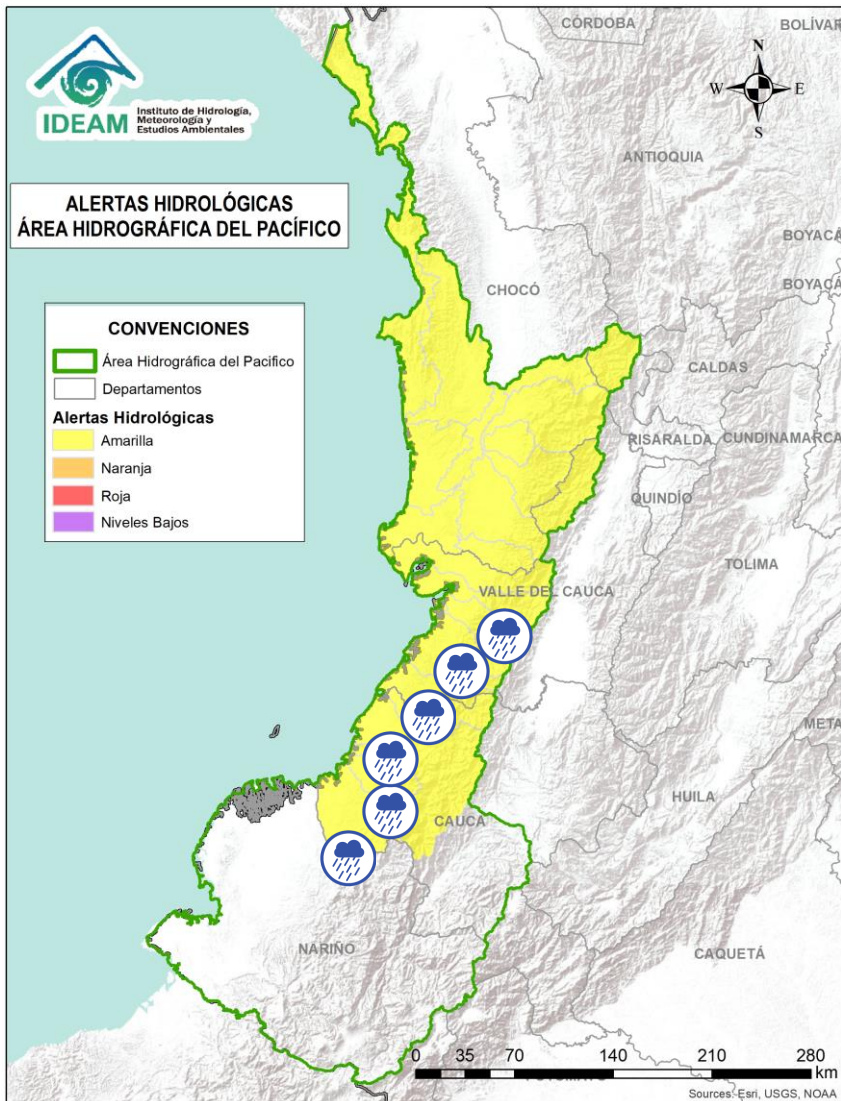 CÓRDOBA
BOLÍVAR
IDEAM
Instituto de Hidrología,
Meteorología y
Estudios Ambientales
N
W
E
S
ANTIOQUIA
ALERTAS HIDROLÓGICAS
ÁREA HIDROGRÁFICA DEL PACÍFICO
BOYACÁ
BOYACÁ
CHOCÓ
CONVENCIONES
Área Hidrográfica del Pacifico
Departamentos
Alertas Hidrológicas
Amarilla
Naranja
Roja
Niveles Bajos
CALDAS
RISARALDA
CUNDINAMARCA
QUINDÍO
TOLIMA
VALLE DEL CAUCA
META
HUILA
CAUCA
NARIÑO
CAQUETÁ
0 35 70 140 210 280
km
Sources: Esri, USGS, NOAA